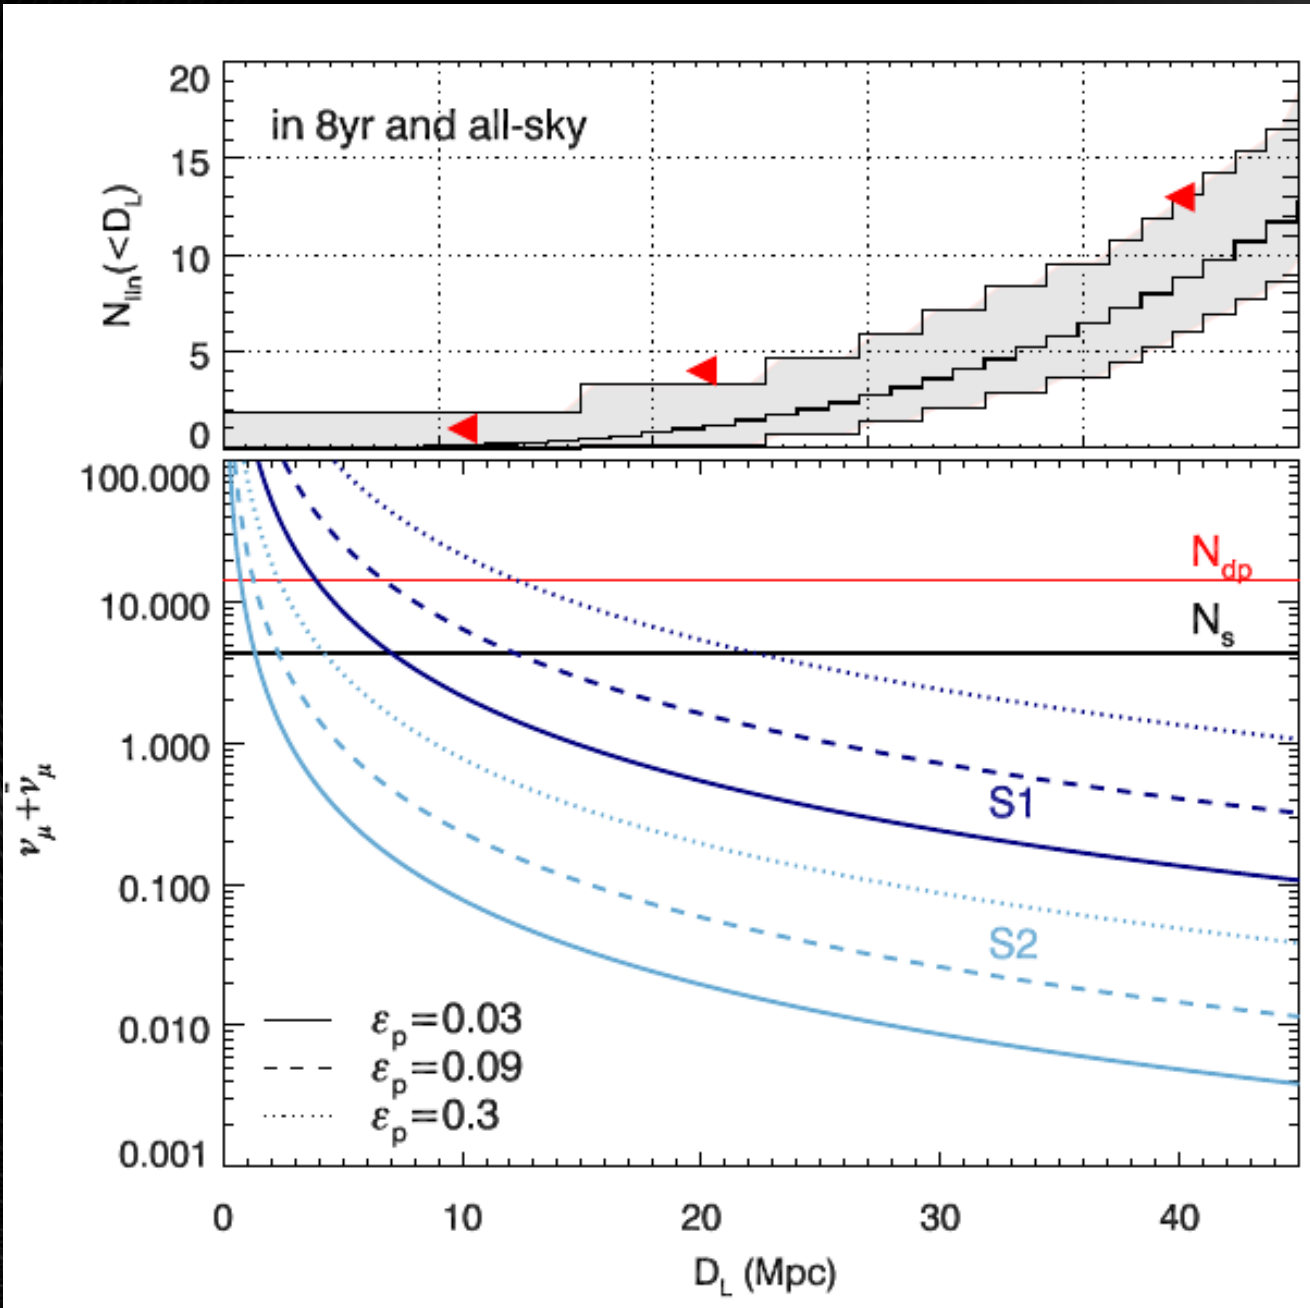 20
in 8yr and all-sky
15
10
5
0
N_IIn(<D_L)
100.000
10.000
1.000
0.100
0.010
0.001
ν_μ+ν̄_μ
N_dp
N_s
S1
S2
ε_p=0.03
ε_p=0.09
ε_p=0.3
0 10 20 30 40
D_L (Mpc)